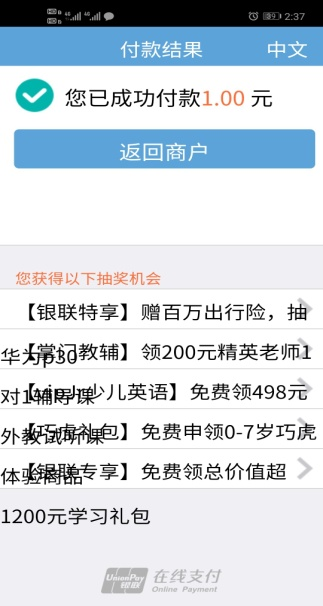 2:37
付款结果
中文
您已成功付款1.00 元
返回商户
您获得以下抽奖机会
【银联特享】赠百万出行险，抽
华为p30
【掌门教辅】领200元精英老师1
对1辅导课
少儿英语】免费领498元
外教试听课
【巧虎礼包】免费申领0-7岁巧虎
体验商品
【银联专享】免费领总价值超
1200元学习礼包
UnionPay
银联
在线支付
Online Payment